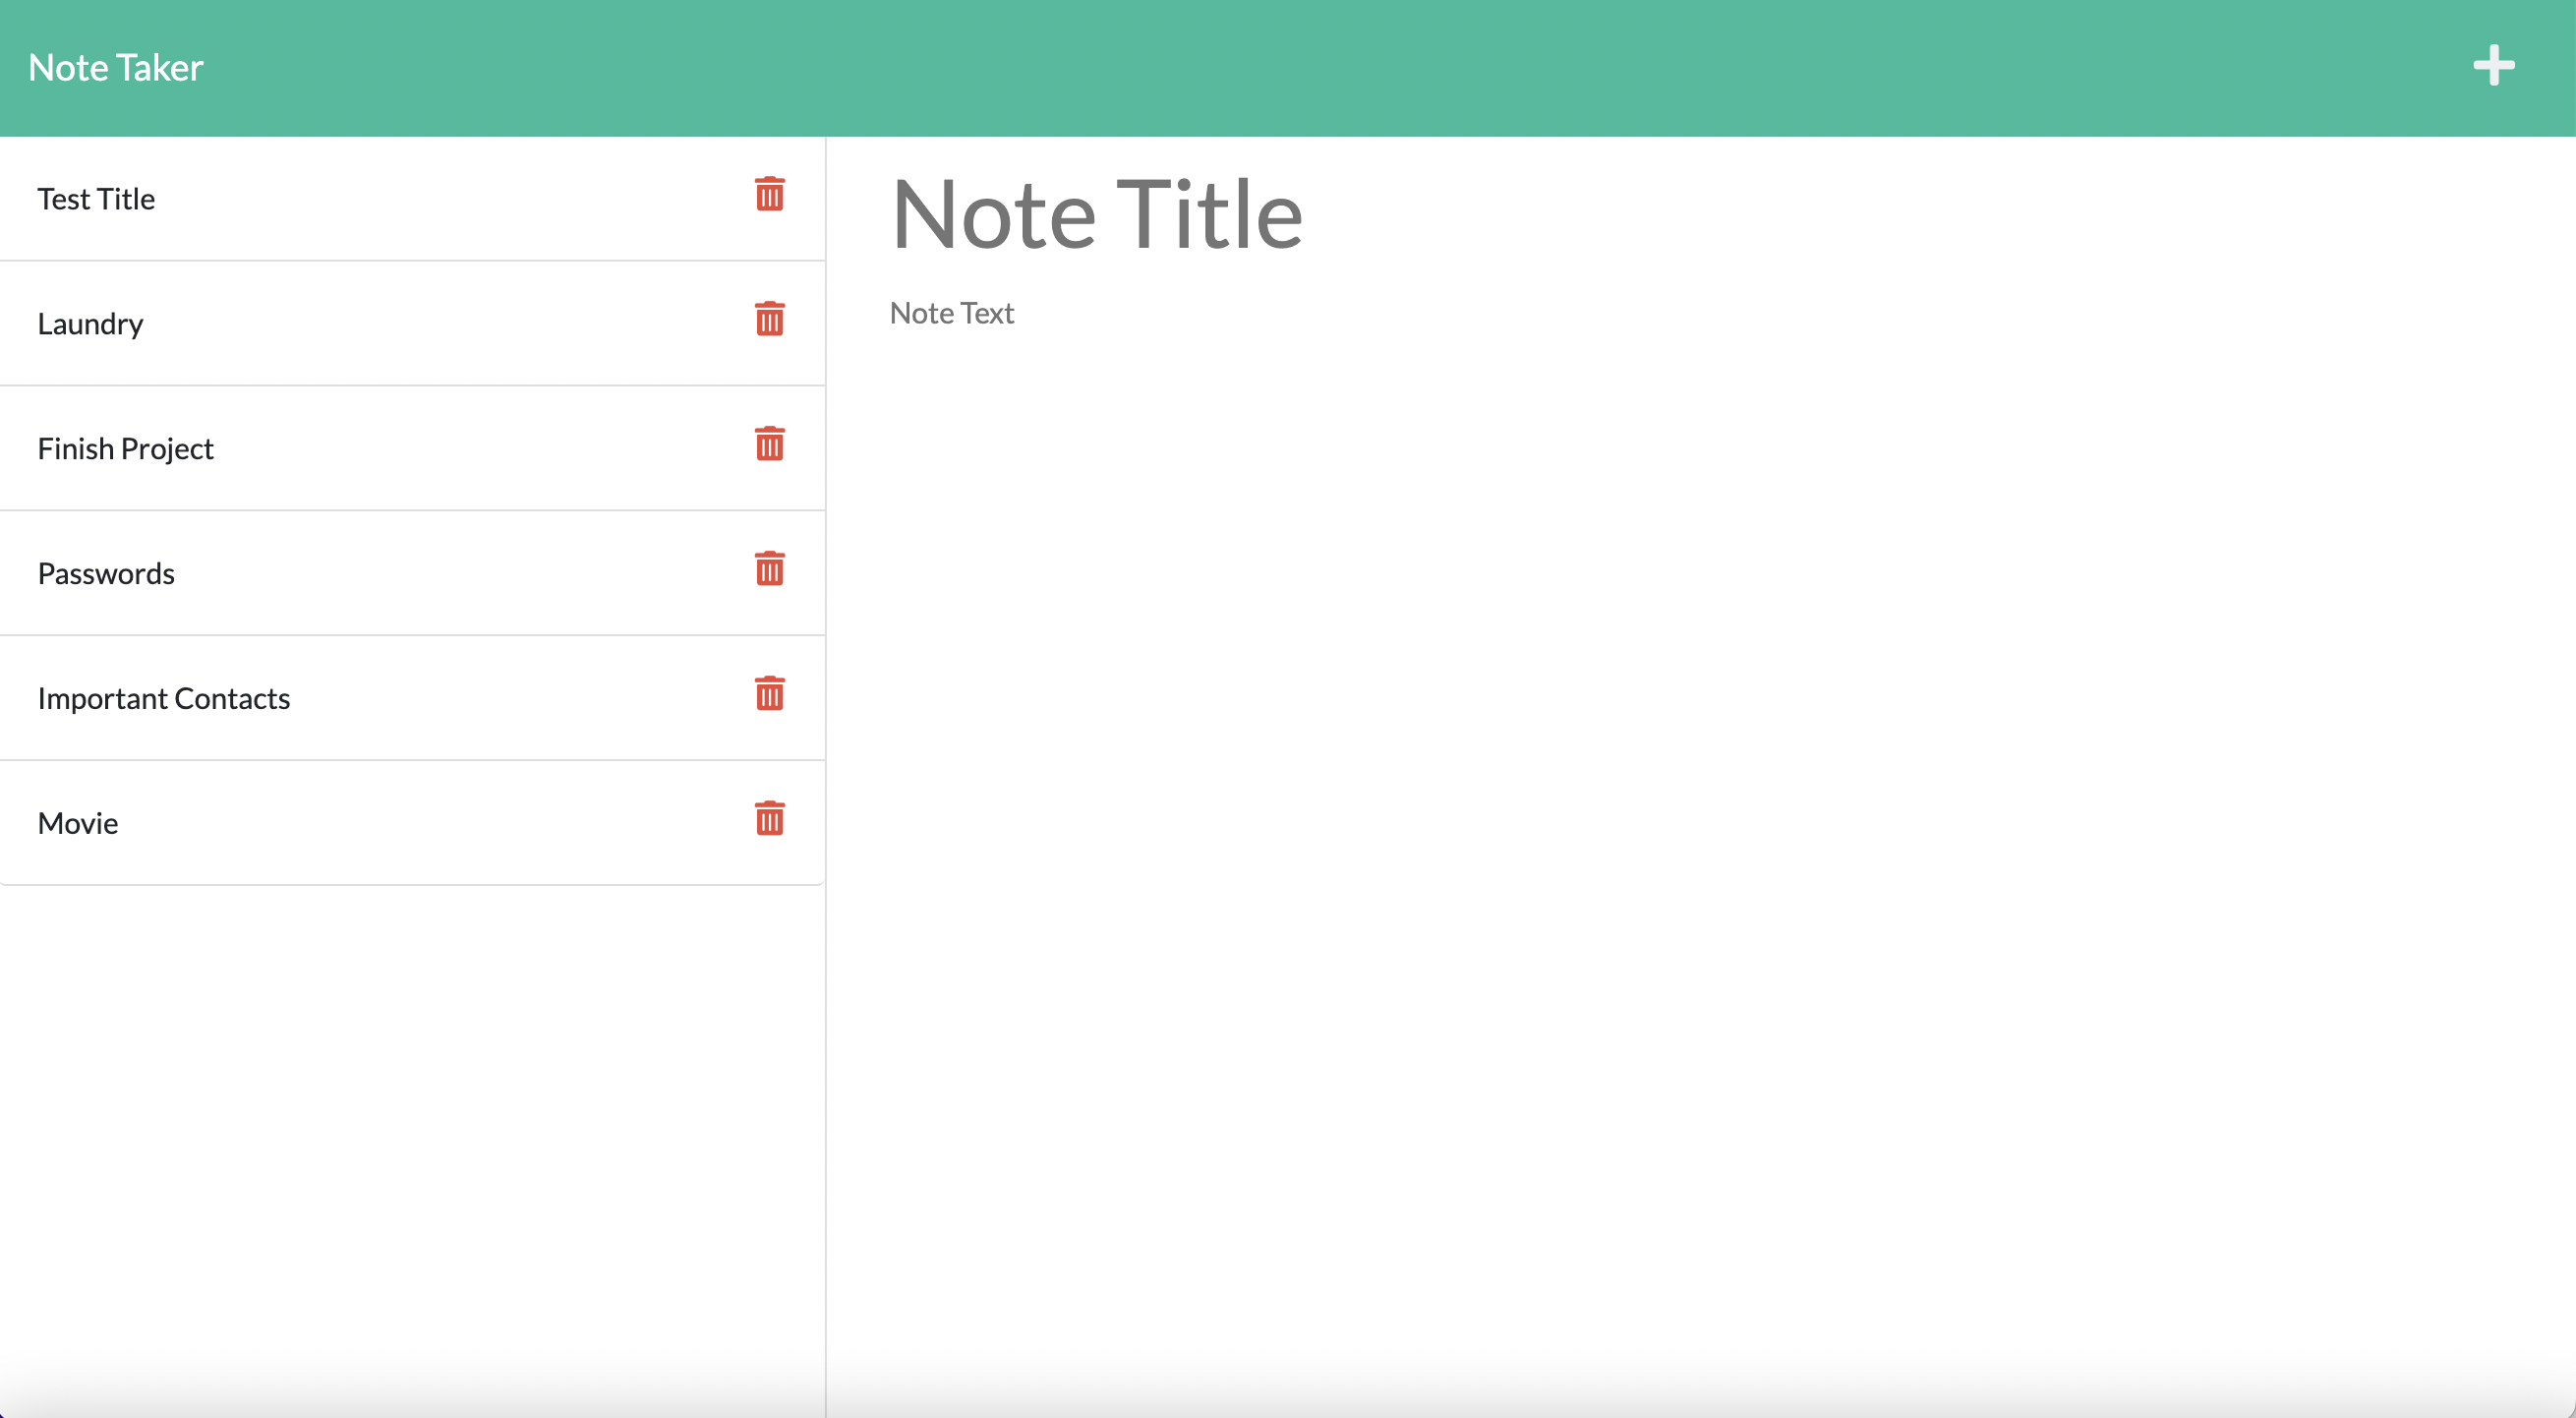 Note Taker
Test Title
Laundry
Finish Project
Passwords
Important Contacts
Movie
Note Title
Note Text